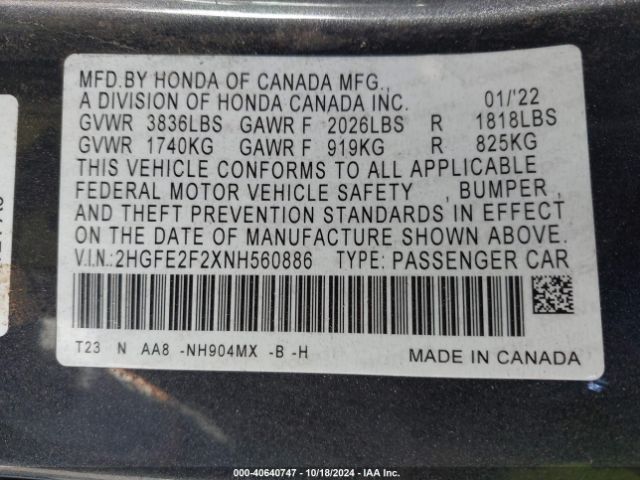 MFD.BY HONDA OF CANADA MFG.,
A DIVISION OF HONDA CANADA INC. 01/'22
GVWR 3836LBS GAWR F 2026LBS R 1818LBS
GVWR 1740KG GAWR F 919KG R 825KG
THIS VEHICLE CONFORMS TO ALL APPLICABLE
FEDERAL MOTOR VEHICLE SAFETY , BUMPER ,
AND THEFT PREVENTION STANDARDS IN EFFECT
ON THE DATE OF MANUFACTURE SHOWN ABOVE.
V.I.N.: 2HGFE2F2XNH560886 TYPE: PASSENGER CAR
T23 N AA8 -NH904MX -B -H
MADE IN CANADA
000-40640747 - 10/18/2024 - IAA Inc.